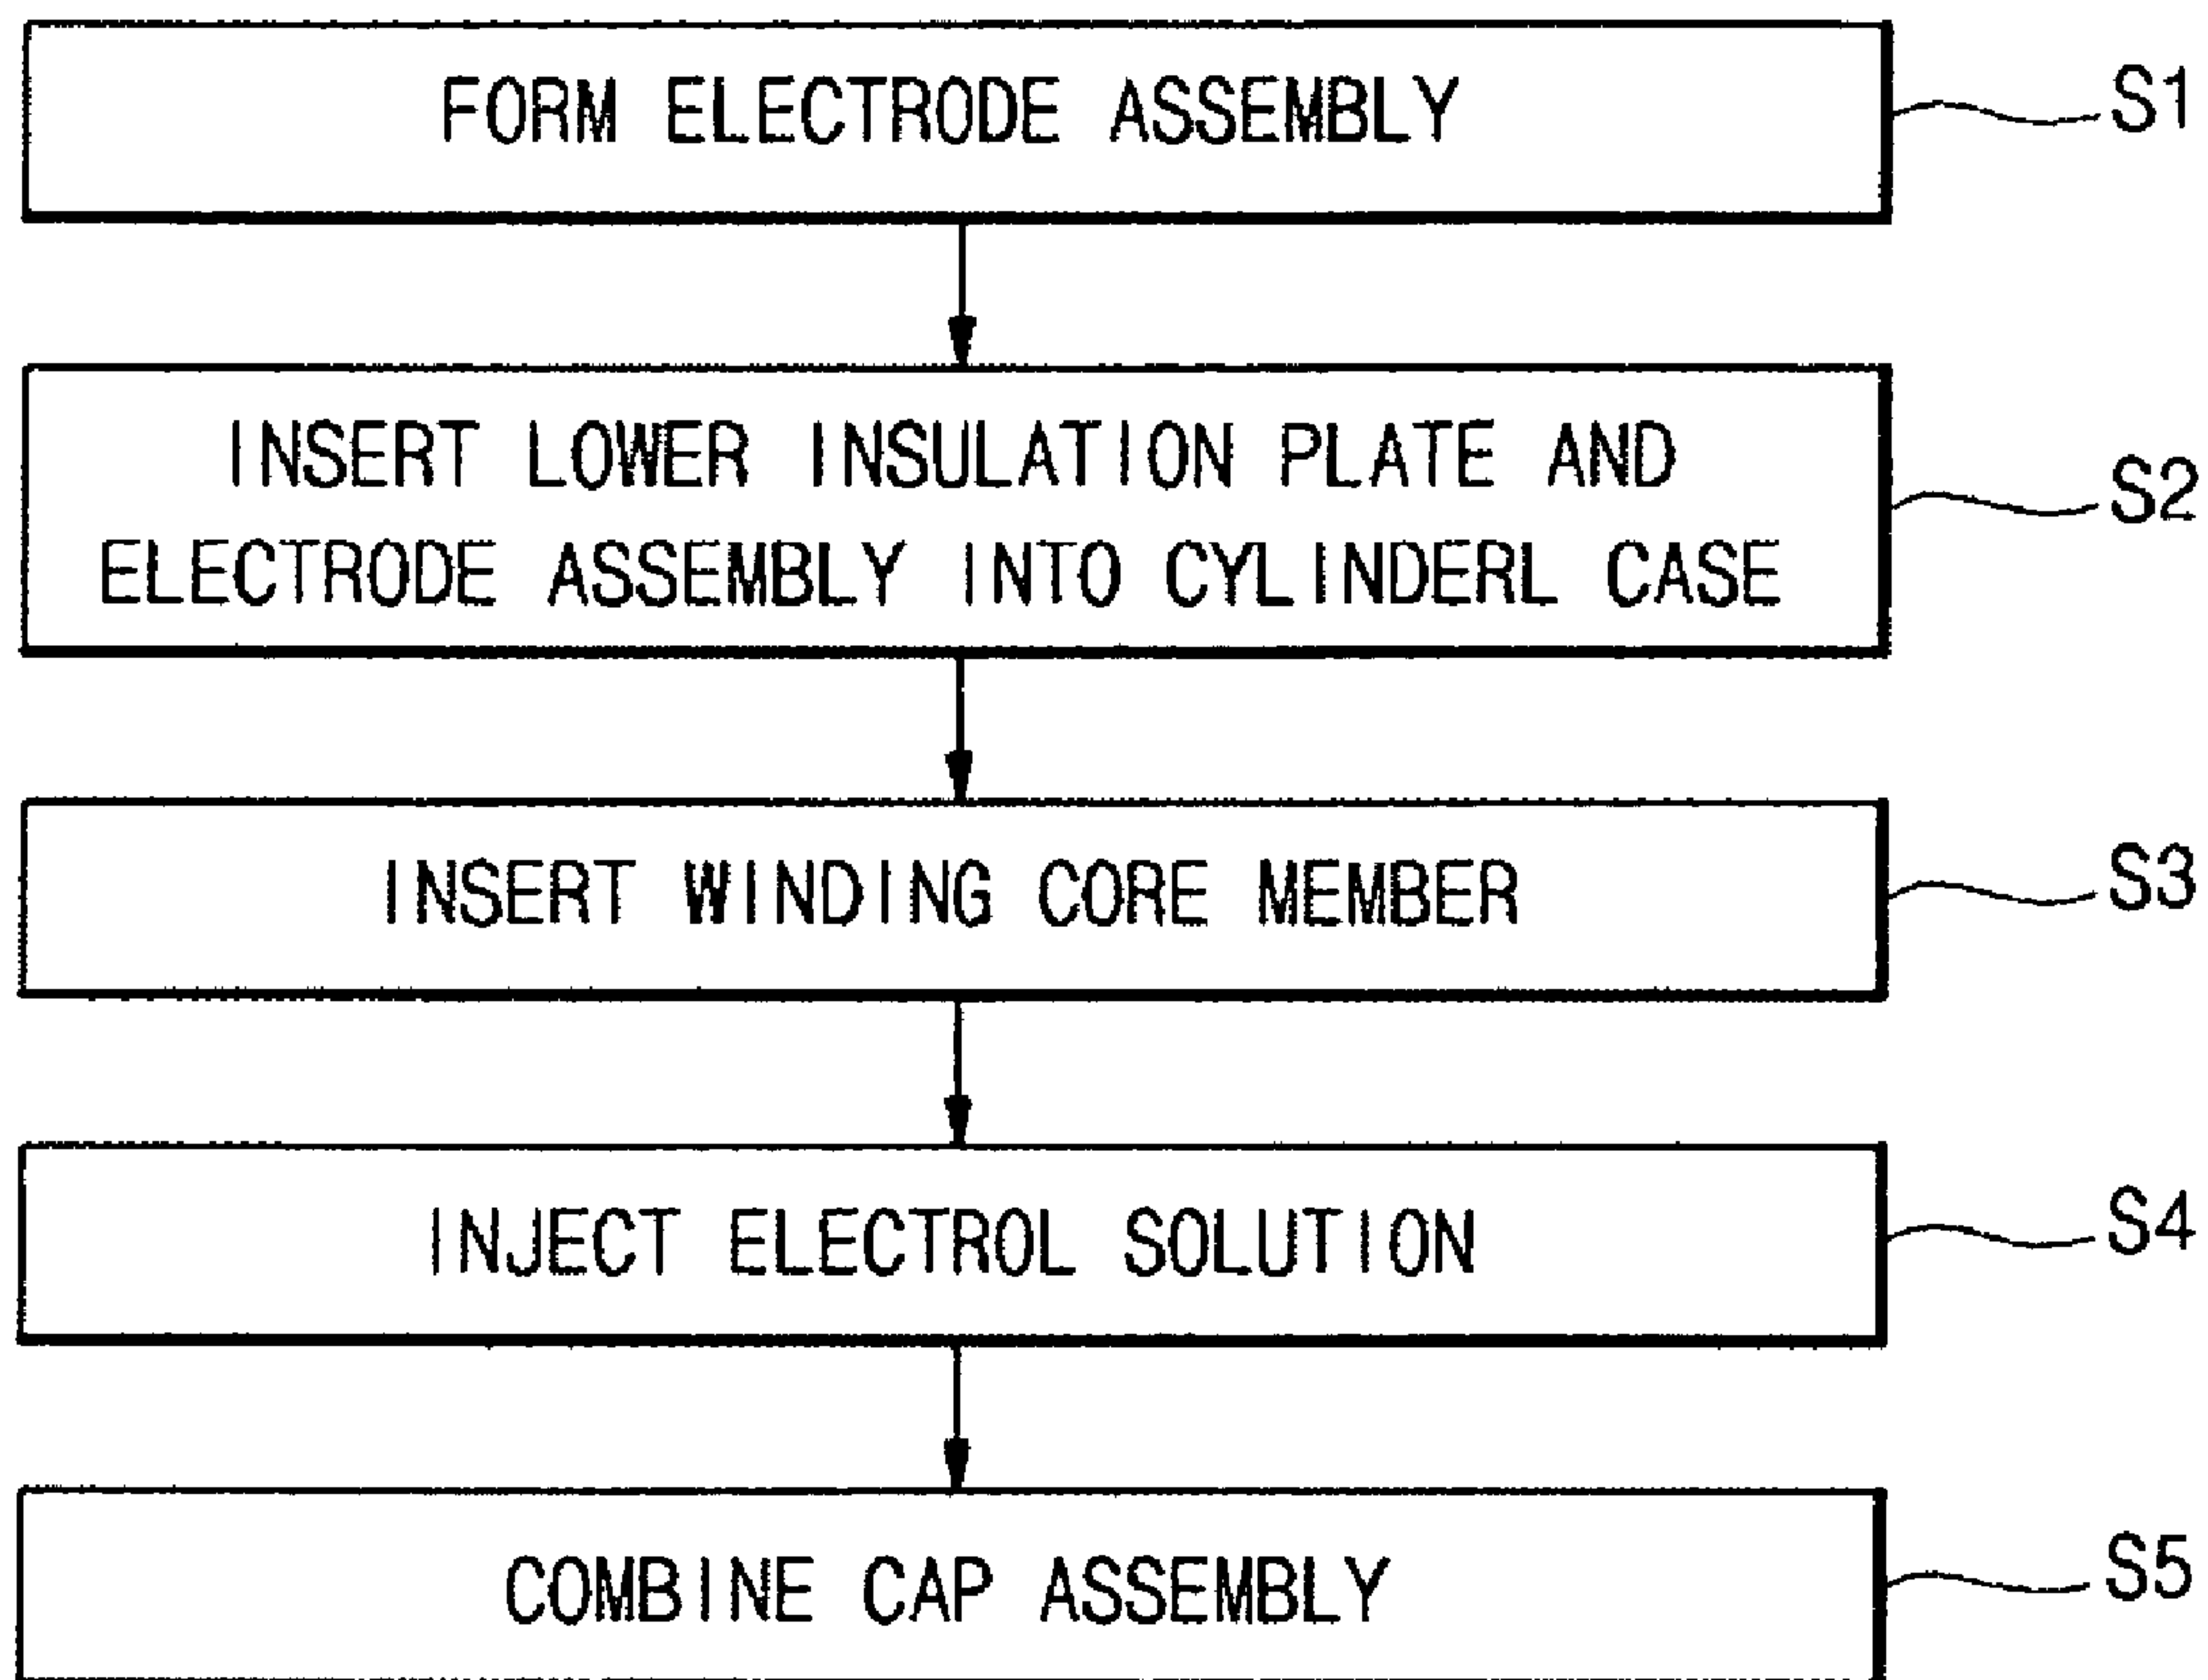 FORM ELECTRODE ASSEMBLY
S1
INSERT LOWER INSULATION PLATE AND
ELECTRODE ASSEMBLY INTO CYLINDERL CASE
S2
INSERT WINDING CORE MEMBER
S3
INJECT ELECTROL SOLUTION
S4
COMBINE CAP ASSEMBLY
S5